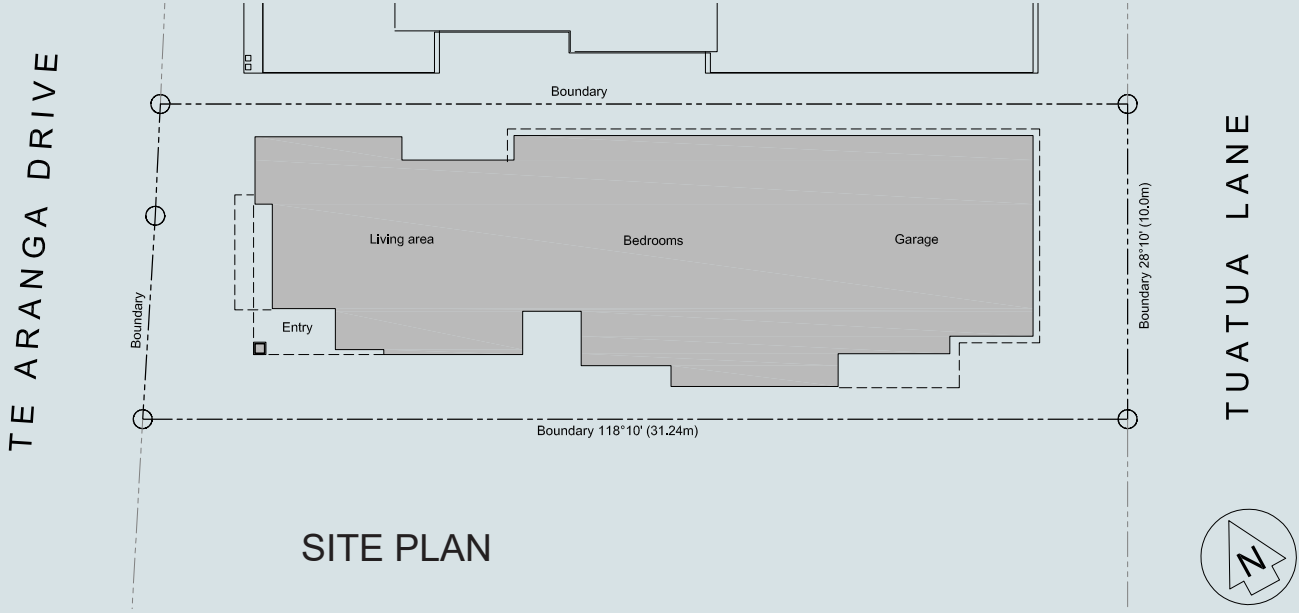 TE ARANGA DRIVE
Boundary
Boundary
Living area
Bedrooms
Garage
Entry
Boundary 28°10' (10.0m)
TUATUA LANE
Boundary 118°10' (31.24m)
SITE PLAN
N